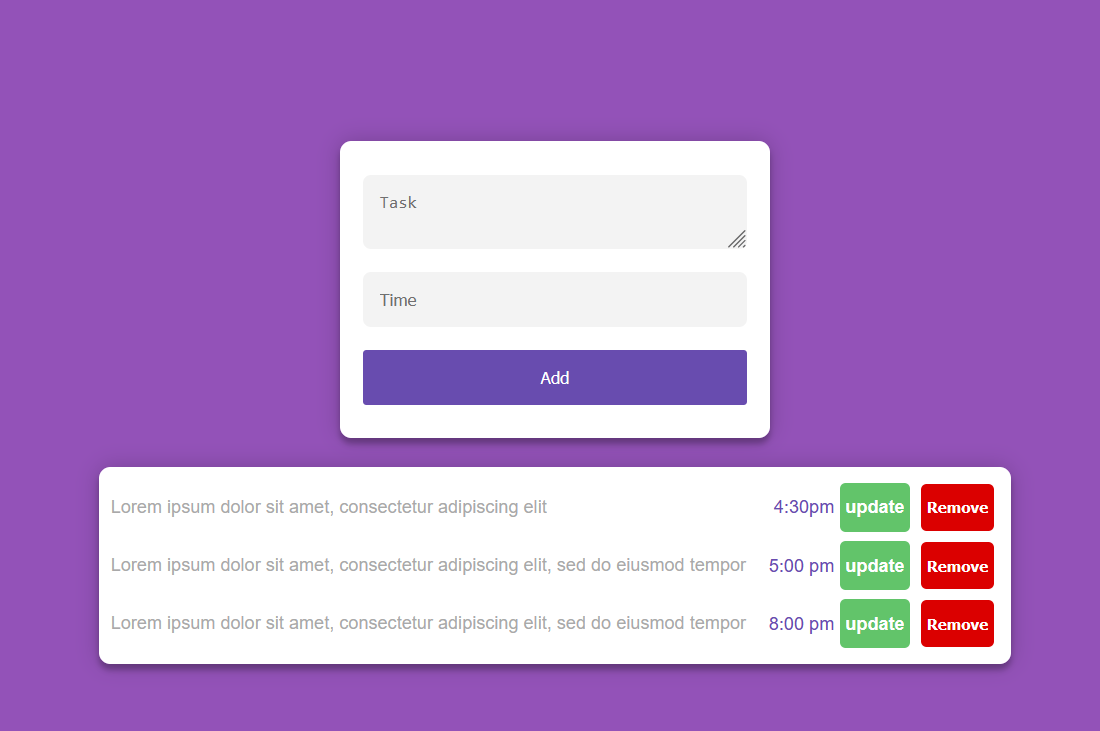 Task
Time
Add
Lorem ipsum dolor sit amet, consectetur adipiscing elit 4:30pm update Remove
Lorem ipsum dolor sit amet, consectetur adipiscing elit, sed do eiusmod tempor 5:00 pm update Remove
Lorem ipsum dolor sit amet, consectetur adipiscing elit, sed do eiusmod tempor 8:00 pm update Remove